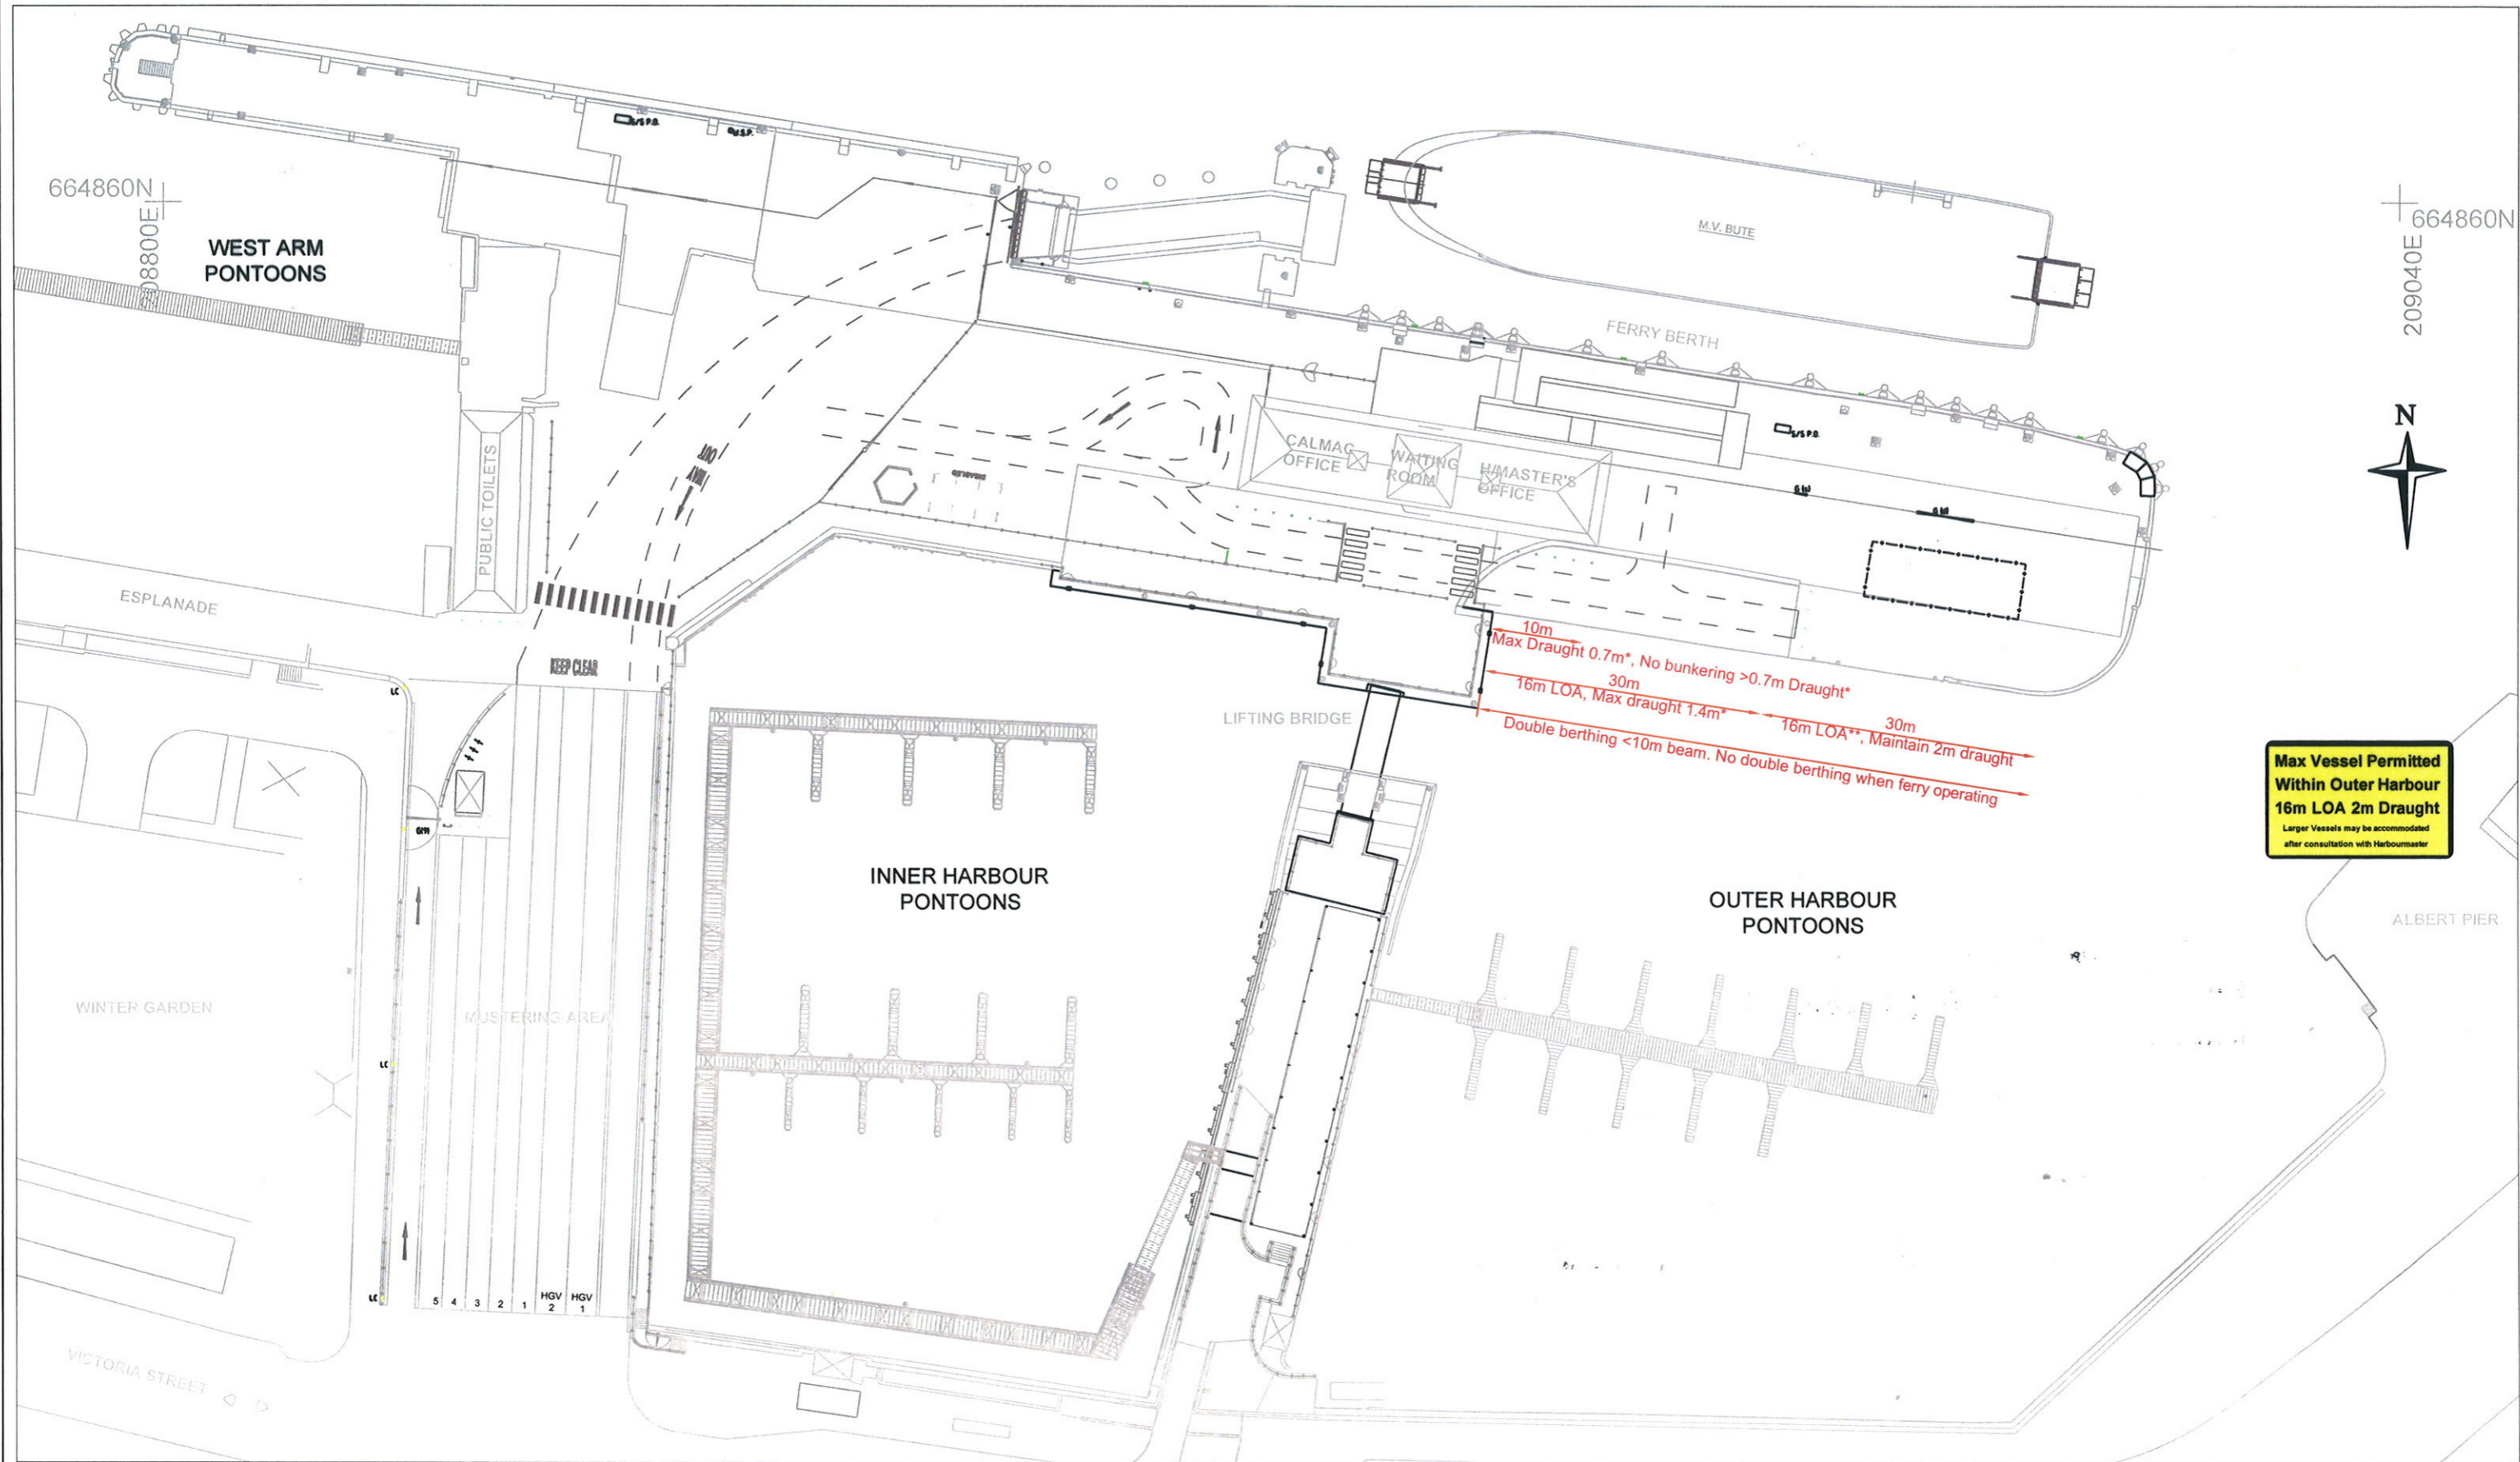 S/S P.B.
664860N
208800E
WEST ARM
PONTOONS
M.V. BUTE
664860N
209040E
FERRY BERTH
N
S/S P.B.
PUBLIC TOILETS
WAY
OUT
DISABLED
CALMAC
OFFICE
WAITING
ROOM
H/MASTER'S
OFFICE
ESPLANADE
KEEP CLEAR
10m
Max Draught 0.7m*, No bunkering >0.7m Draught*
30m
16m LOA, Max draught 1.4m*
30m
16m LOA**, Maintain 2m draught
Double berthing <10m beam. No double berthing when ferry operating
LC
LIFTING BRIDGE
Max Vessel Permitted
Within Outer Harbour
16m LOA 2m Draught
Larger Vessels may be accommodated
after consultation with Harbourmaster
INNER HARBOUR
PONTOONS
OUTER HARBOUR
PONTOONS
ALBERT PIER
WINTER GARDEN
MUSTERING AREA
LC
LC
5 4 3 2 1 HGV 2 HGV 1
VICTORIA STREET